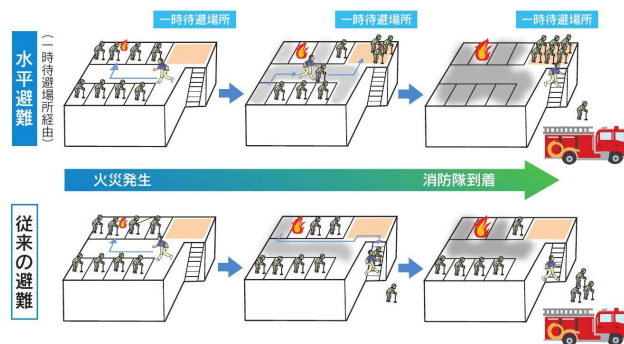 一時待避場所
一時待避場所
一時待避場所
水平避難
(一時待避場所経由)
火災発生
消防隊到着
従来の避難